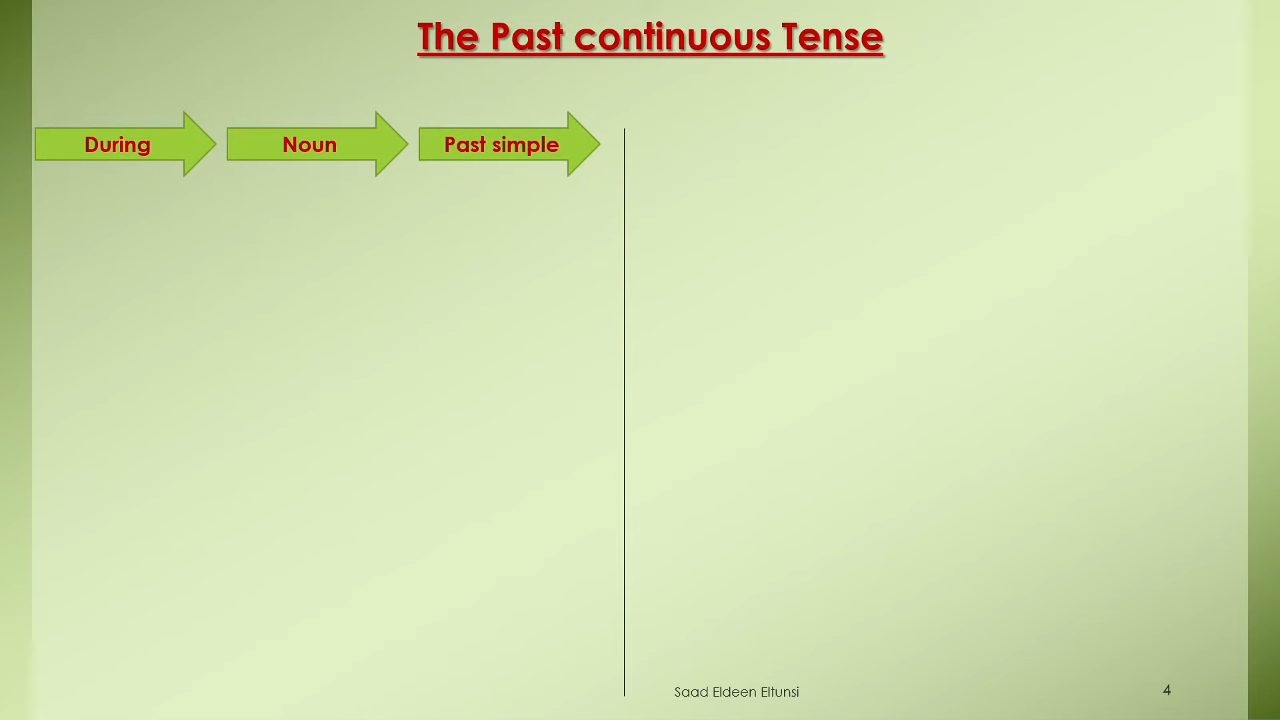 The Past continuous Tense
During Noun Past simple
Saad Eldeen Eltunsi 4